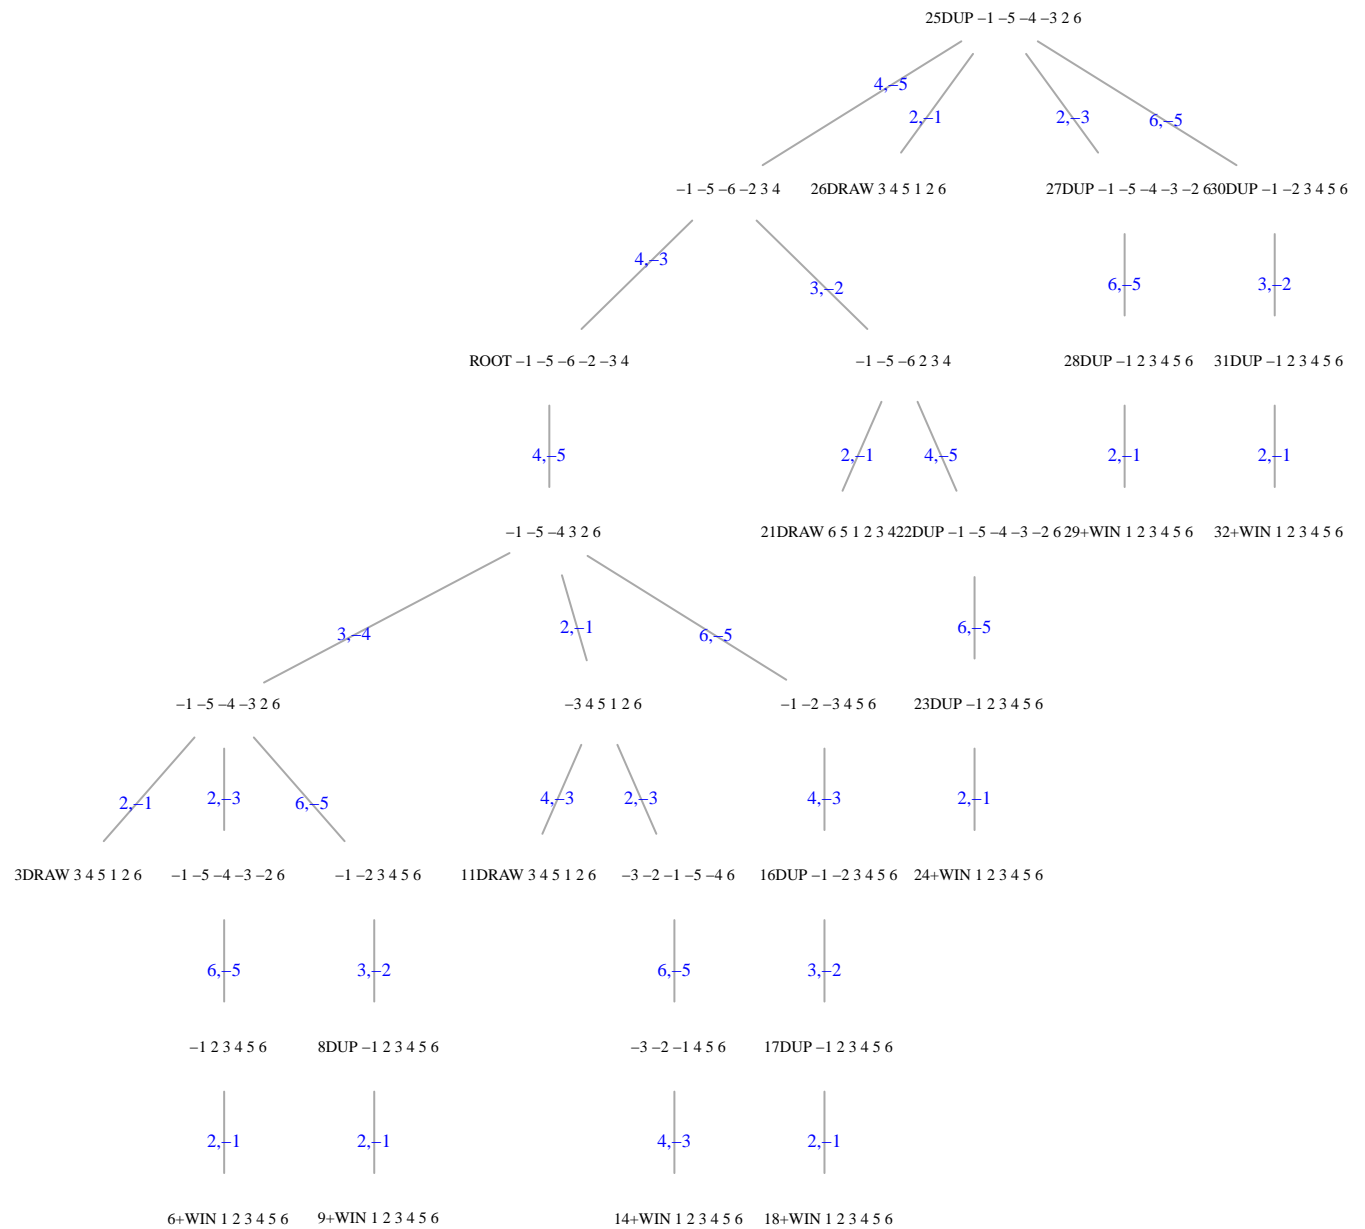 25DUP –1 –5 –4 –3 2 6
4,–5
2,–1
2,–3
6,–5
–1 –5 –6 –2 3 4
26DRAW 3 4 5 1 2 6
27DUP –1 –5 –4 –3 –2 6
30DUP –1 –2 3 4 5 6
4,–3
3,–2
6,–5
3,–2
ROOT –1 –5 –6 –2 –3 4
–1 –5 –6 2 3 4
28DUP –1 2 3 4 5 6
31DUP –1 2 3 4 5 6
4,–5
2,–1
4,–5
2,–1
2,–1
–1 –5 –4 3 2 6
21DRAW 6 5 1 2 3 4
22DUP –1 –5 –4 –3 –2 6
29+WIN 1 2 3 4 5 6
32+WIN 1 2 3 4 5 6
3,–4
2,–1
6,–5
6,–5
–1 –5 –4 –3 2 6
–3 4 5 1 2 6
–1 –2 –3 4 5 6
23DUP –1 2 3 4 5 6
2,–1
2,–3
6,–5
4,–3
2,–3
4,–3
2,–1
3DRAW 3 4 5 1 2 6
–1 –5 –4 –3 –2 6
–1 –2 3 4 5 6
11DRAW 3 4 5 1 2 6
–3 –2 –1 –5 –4 6
16DUP –1 –2 3 4 5 6
24+WIN 1 2 3 4 5 6
6,–5
3,–2
6,–5
3,–2
–1 2 3 4 5 6
8DUP –1 2 3 4 5 6
–3 –2 –1 4 5 6
17DUP –1 2 3 4 5 6
2,–1
2,–1
4,–3
2,–1
6+WIN 1 2 3 4 5 6
9+WIN 1 2 3 4 5 6
14+WIN 1 2 3 4 5 6
18+WIN 1 2 3 4 5 6